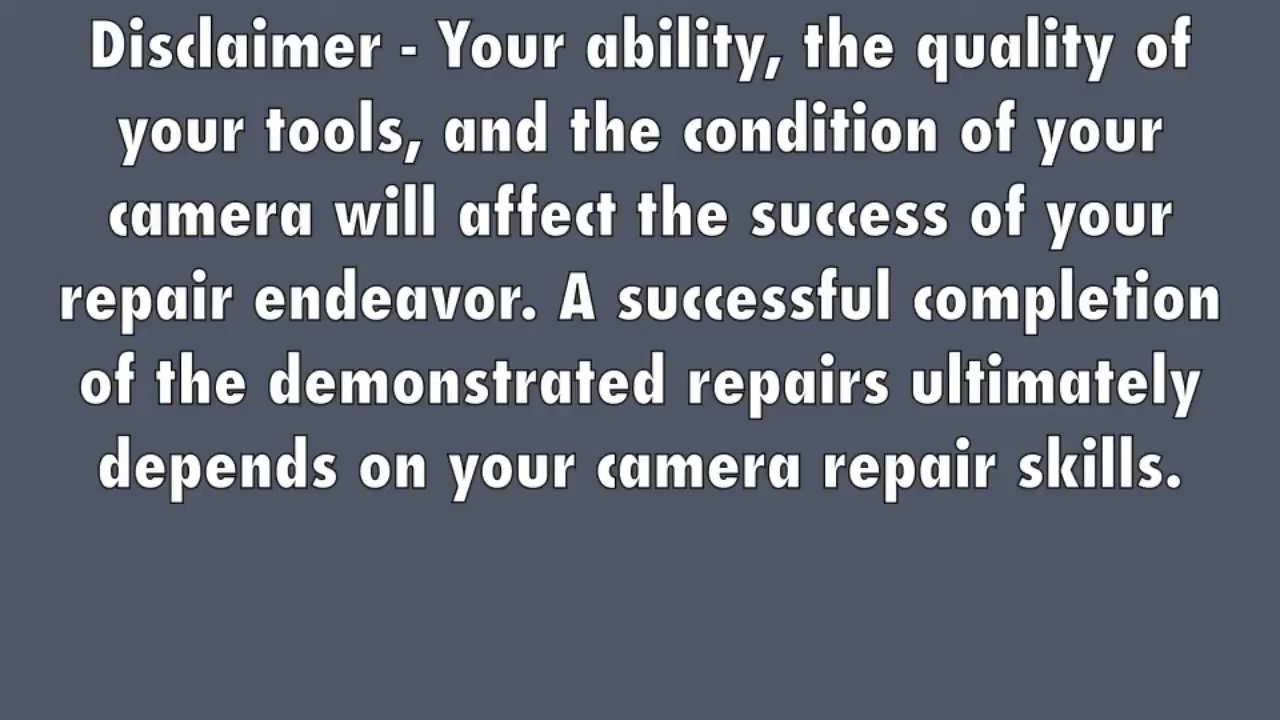 Disclaimer - Your ability, the quality of
your tools, and the condition of your
camera will affect the success of your
repair endeavor. A successful completion
of the demonstrated repairs ultimately
depends on your camera repair skills.